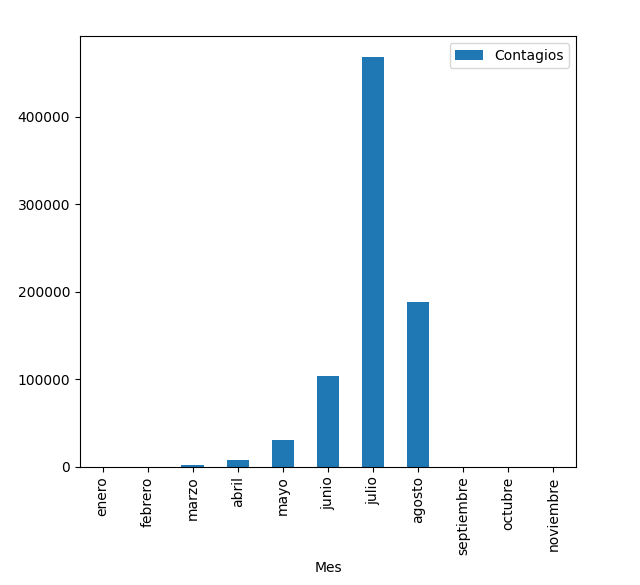 Contagios
400000
300000
200000
100000
0
enero
febrero
marzo
abril
mayo
junio
julio
agosto
septiembre
octubre
noviembre
Mes